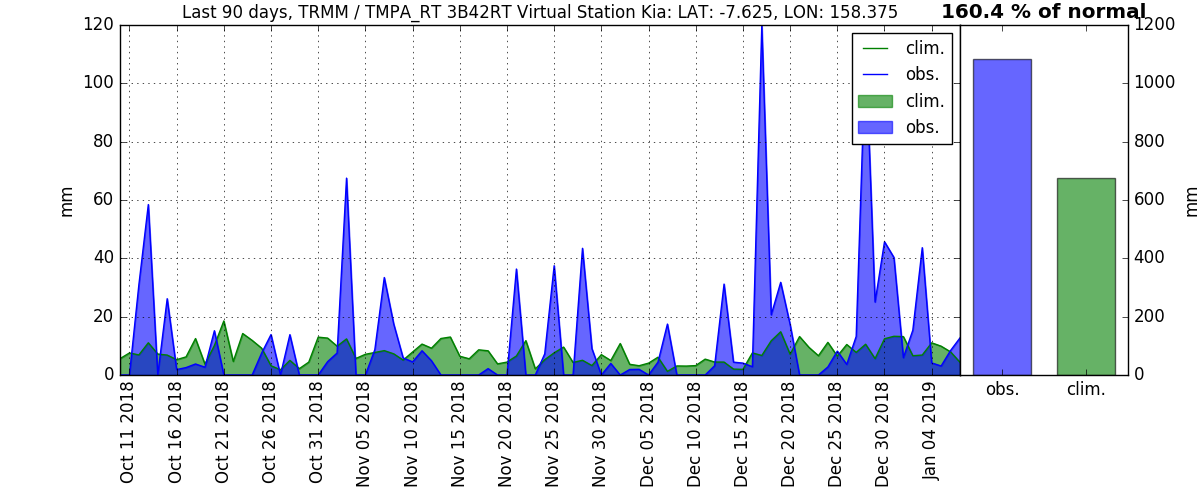 Last 90 days, TRMM / TMPA_RT 3B42RT Virtual Station Kia: LAT: -7.625, LON: 158.375
160.4 % of normal
120
100
80
60
40
20
0
mm
clim.
obs.
clim.
obs.
1200
1000
800
600
400
200
0
mm
obs.
clim.
Oct 11 2018
Oct 16 2018
Oct 21 2018
Oct 26 2018
Oct 31 2018
Nov 05 2018
Nov 10 2018
Nov 15 2018
Nov 20 2018
Nov 25 2018
Nov 30 2018
Dec 05 2018
Dec 10 2018
Dec 15 2018
Dec 20 2018
Dec 25 2018
Dec 30 2018
Jan 04 2019